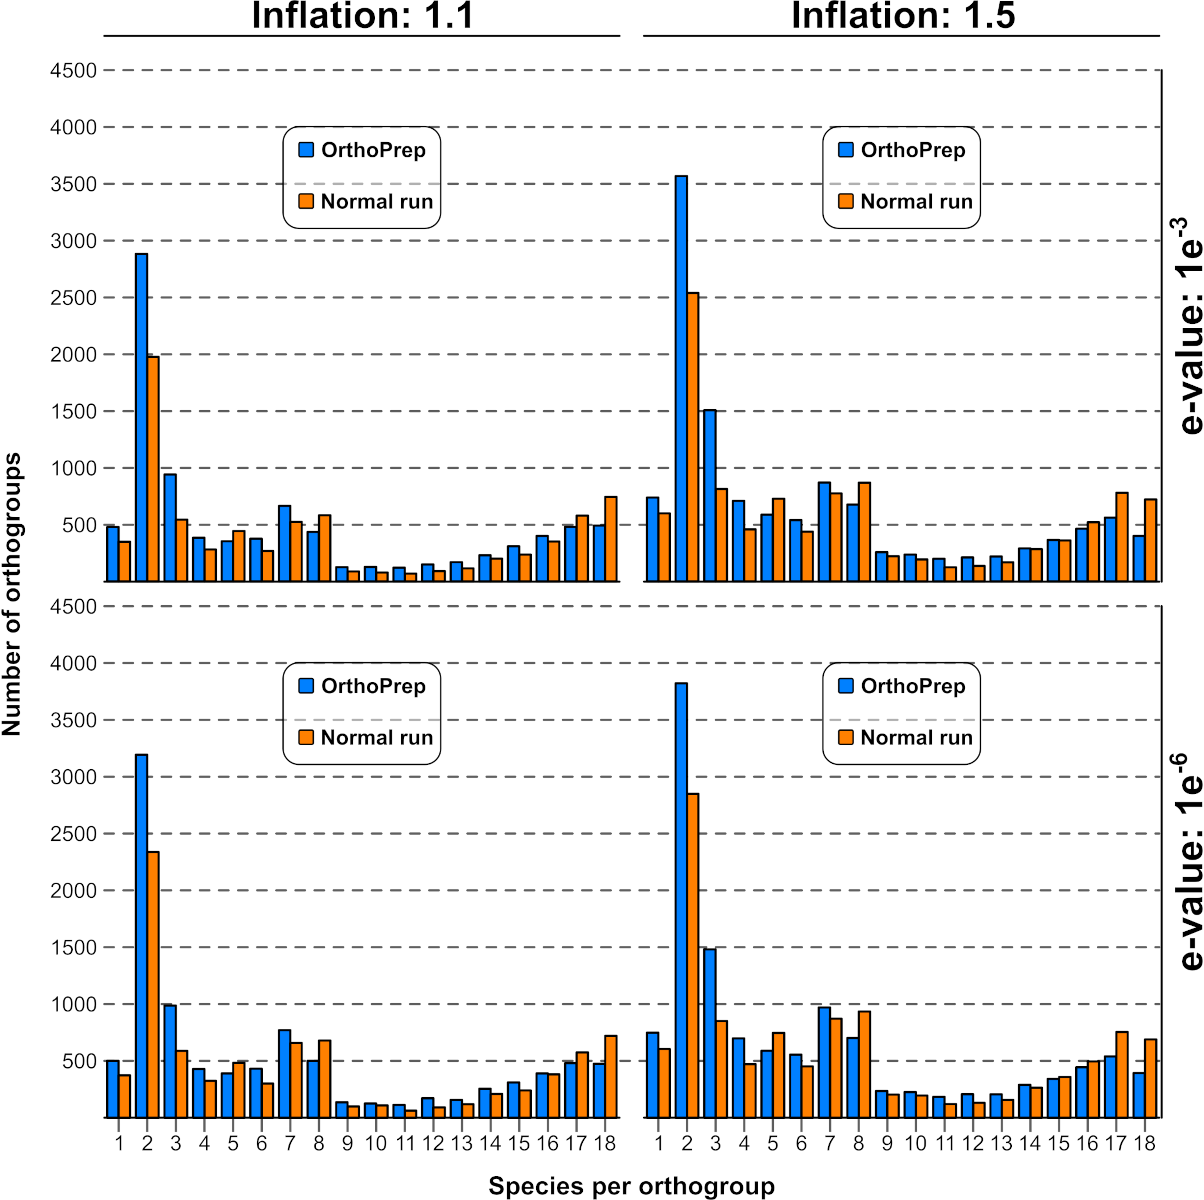 Inflation: 1.1
Inflation: 1.5
4500
4000
3500
3000
2500
2000
1500
1000
500
OrthoPrep
Normal run
OrthoPrep
Normal run
e-value: 1e-3
Number of orthogroups
4500
4000
3500
3000
2500
2000
1500
1000
500
OrthoPrep
Normal run
OrthoPrep
Normal run
e-value: 1e-6
1 2 3 4 5 6 7 8 9 10 11 12 13 14 15 16 17 18
1 2 3 4 5 6 7 8 9 10 11 12 13 14 15 16 17 18
Species per orthogroup